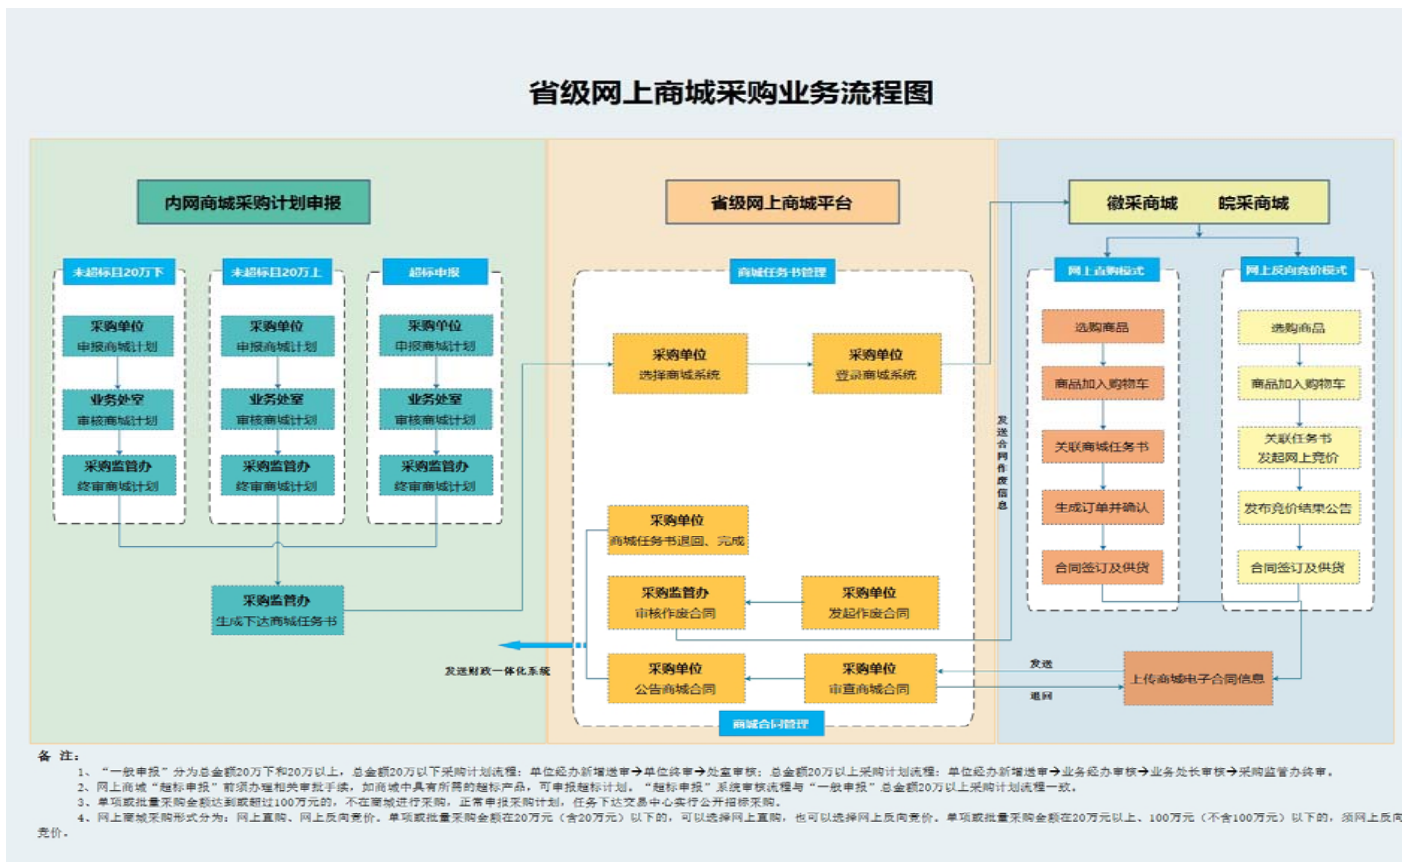 省级网上商城采购业务流程图
内网商城采购计划申报
省级网上商城平台
徽采商城 皖采商城
未超标且20万下
未超标且20万上
超标申报
商城任务书管理
网上直购模式
网上反向竞价模式
采购单位
申报商城计划
采购单位
申报商城计划
采购单位
申报商城计划
业务处室
审核商城计划
业务处室
审核商城计划
业务处室
审核商城计划
采购监管办
终审商城计划
采购监管办
终审商城计划
采购监管办
终审商城计划
采购监管办
生成下达商城任务书
采购单位
选择商城系统
采购单位
登录商城系统
采购单位
商城任务书退回、完成
采购监管办
审核作废合同
采购单位
发起作废合同
采购单位
公告商城合同
采购单位
审查商城合同
商城合同管理
发送财政一体化系统
发送合同作废信息
选购商品
商品加入购物车
关联商城任务书
生成订单并确认
合同签订及供货
选购商品
商品加入购物车
关联任务书
发起网上竞价
发布竞价结果公告
合同签订及供货
发送
退回
上传商城电子合同信息
备 注：
1、“一般申报”分为总金额20万下和20万以上，总金额20万以下采购计划流程：单位经办新增送审→单位终审→处室审核；总金额20万以上采购计划流程：单位经办新增送审→业务经办审核→业务处长审核→采购监管办终审。
2、网上商城“超标申报”前须办理相关审批手续，如商城中具有所需的超标产品，可申报超标计划。“超标申报”系统审核流程与“一般申报”总金额20万以上采购计划流程一致。
3、单项或批量采购金额达到或超过100万元的，不在商城进行采购，正常申报采购计划，任务下达交易中心实行公开招标采购。
4、网上商城采购形式分为：网上直购、网上反向竞价。单项或批量采购金额在20万元（含20万元）以下的，可以选择网上直购，也可以选择网上反向竞价。单项或批量采购金额在20万元以上、100万元（不含100万元）以下的，须网上反向
竞价。